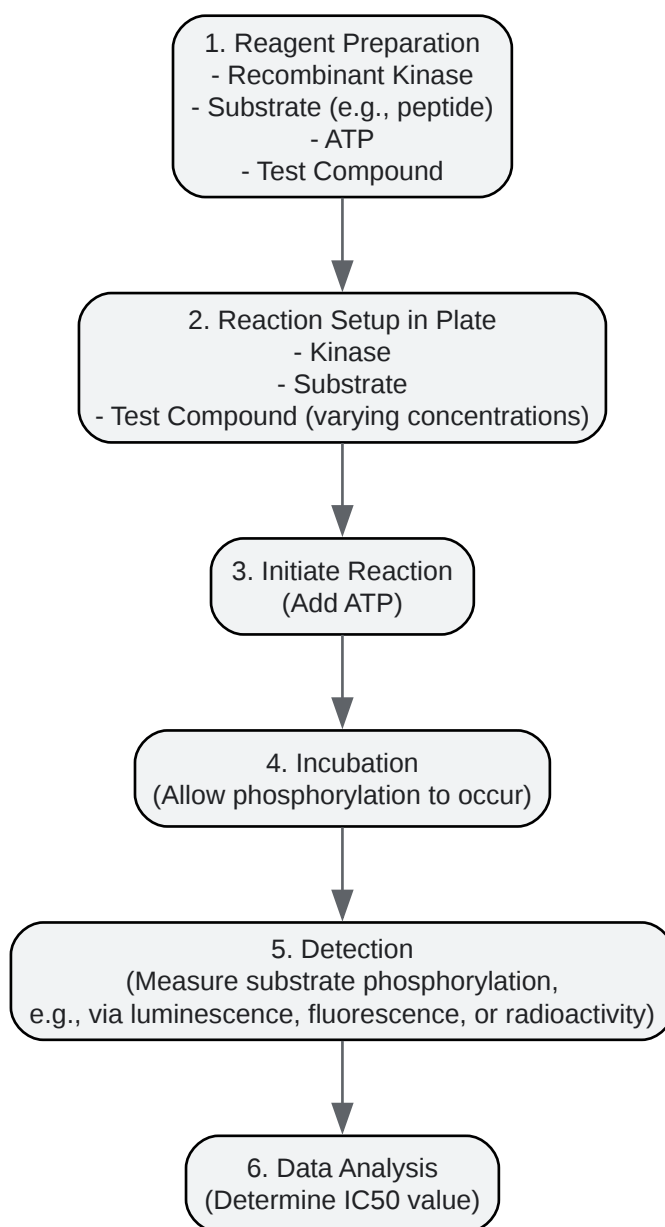 1. Reagent Preparation
- Recombinant Kinase
- Substrate (e.g., peptide)
- ATP
- Test Compound
2. Reaction Setup in Plate
- Kinase
- Substrate
- Test Compound (varying concentrations)
3. Initiate Reaction
(Add ATP)
4. Incubation
(Allow phosphorylation to occur)
5. Detection
(Measure substrate phosphorylation,
e.g., via luminescence, fluorescence, or radioactivity)
6. Data Analysis
(Determine IC50 value)